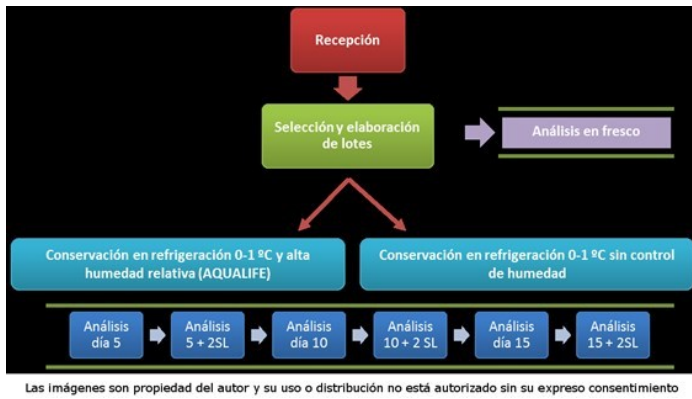 Recepción
Selección y elaboración
de lotes
Análisis en fresco
Conservación en refrigeración 0-1 ºC y alta
humedad relativa (AQUALIFE)
Conservación en refrigeración 0-1 ºC sin control
de humedad
Análisis
día 5
Análisis
5 + 2SL
Análisis
día 10
Análisis
10 + 2 SL
Análisis
día 15
Análisis
15 + 2SL
Las imágenes son propiedad del autor y su uso o distribución no está autorizado sin su expreso consentimiento